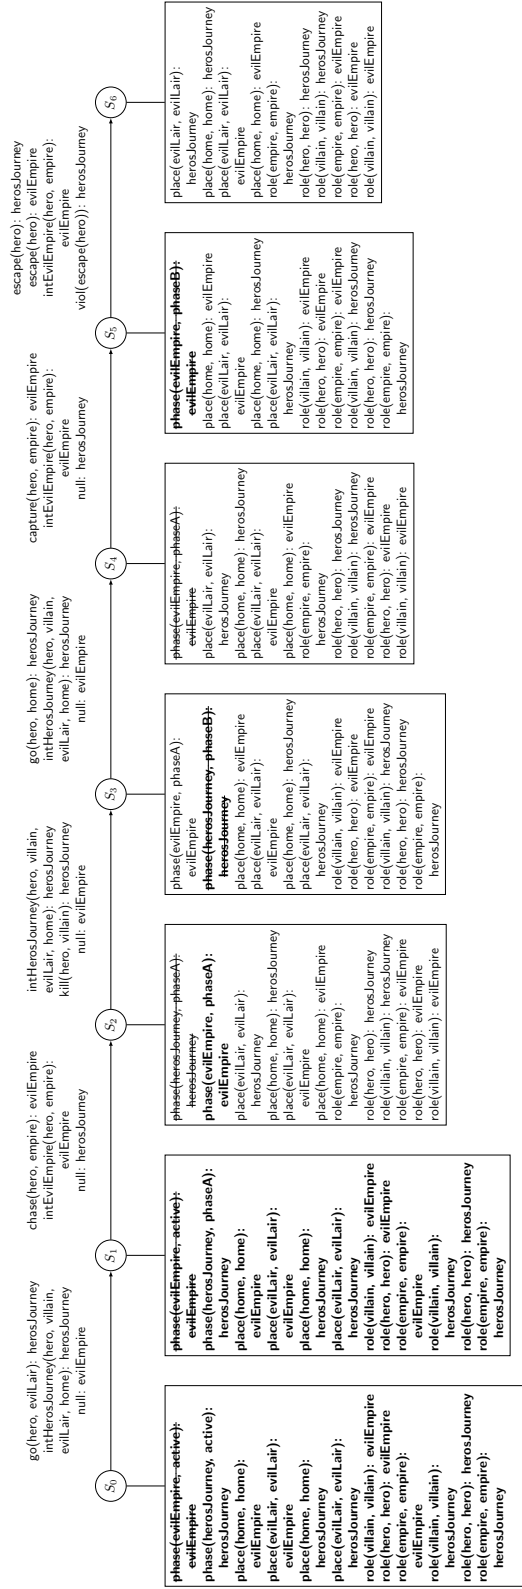 go(hero, evilLair): herosJourney
intHerosJourney(hero, villain,
evilLair, home): herosJourney
null: evilEmpire
chase(hero, empire): evilEmpire
intEvilEmpire(hero, empire):
evilEmpire
null: herosJourney
intHerosJourney(hero, villain,
evilLair, home): herosJourney
kill(hero, villain): herosJourney
null: evilEmpire
go(hero, home): herosJourney
intHerosJourney(hero, villain,
evilLair, home): herosJourney
null: evilEmpire
capture(hero, empire): evilEmpire
intEvilEmpire(hero, empire):
evilEmpire
null: herosJourney
escape(hero): herosJourney
escape(hero): evilEmpire
intEvilEmpire(hero, empire):
evilEmpire
viol(escape(hero)): herosJourney
S0
S1
S2
S3
S4
S5
S6
phase(evilEmpire, active):
evilEmpire
phase(herosJourney, active):
herosJourney
place(home, home):
evilEmpire
place(evilLair, evilLair):
evilEmpire
place(home, home):
herosJourney
place(evilLair, evilLair):
herosJourney
role(villain, villain): evilEmpire
role(hero, hero): evilEmpire
role(empire, empire):
evilEmpire
role(villain, villain):
herosJourney
role(hero, hero): herosJourney
role(empire, empire):
herosJourney
phase(evilEmpire, active):
evilEmpire
phase(herosJourney, phaseA):
herosJourney
place(home, home):
evilEmpire
place(evilLair, evilLair):
evilEmpire
place(home, home):
herosJourney
place(evilLair, evilLair):
herosJourney
role(villain, villain): evilEmpire
role(hero, hero): evilEmpire
role(empire, empire):
evilEmpire
role(villain, villain):
herosJourney
role(hero, hero): herosJourney
role(empire, empire):
herosJourney
phase(herosJourney, phaseA):
herosJourney
phase(evilEmpire, phaseA):
evilEmpire
place(evilLair, evilLair):
herosJourney
place(home, home): herosJourney
place(evilLair, evilLair):
evilEmpire
place(home, home): evilEmpire
role(empire, empire):
herosJourney
role(hero, hero): herosJourney
role(villain, villain): herosJourney
role(empire, empire): evilEmpire
role(hero, hero): evilEmpire
role(villain, villain): evilEmpire
phase(evilEmpire, phaseA):
evilEmpire
phase(herosJourney, phaseB):
herosJourney
place(home, home): evilEmpire
place(evilLair, evilLair):
evilEmpire
place(home, home): herosJourney
place(evilLair, evilLair):
herosJourney
role(villain, villain): evilEmpire
role(hero, hero): evilEmpire
role(empire, empire): evilEmpire
role(villain, villain): herosJourney
role(hero, hero): herosJourney
role(empire, empire):
herosJourney
phase(evilEmpire, phaseA):
evilEmpire
place(evilLair, evilLair):
herosJourney
place(home, home): herosJourney
place(evilLair, evilLair):
evilEmpire
place(home, home): evilEmpire
role(empire, empire):
herosJourney
role(hero, hero): herosJourney
role(villain, villain): herosJourney
role(empire, empire): evilEmpire
role(hero, hero): evilEmpire
role(villain, villain): evilEmpire
phase(evilEmpire, phaseB):
evilEmpire
place(home, home): evilEmpire
place(evilLair, evilLair):
evilEmpire
place(home, home): herosJourney
place(evilLair, evilLair):
herosJourney
role(villain, villain): evilEmpire
role(hero, hero): evilEmpire
role(empire, empire): evilEmpire
role(villain, villain): herosJourney
role(hero, hero): herosJourney
role(empire, empire):
herosJourney
place(evilLair, evilLair):
herosJourney
place(home, home): herosJourney
place(evilLair, evilLair):
evilEmpire
place(home, home): evilEmpire
role(empire, empire):
herosJourney
role(hero, hero): herosJourney
role(villain, villain): herosJourney
role(empire, empire): evilEmpire
role(hero, hero): evilEmpire
role(villain, villain): evilEmpire